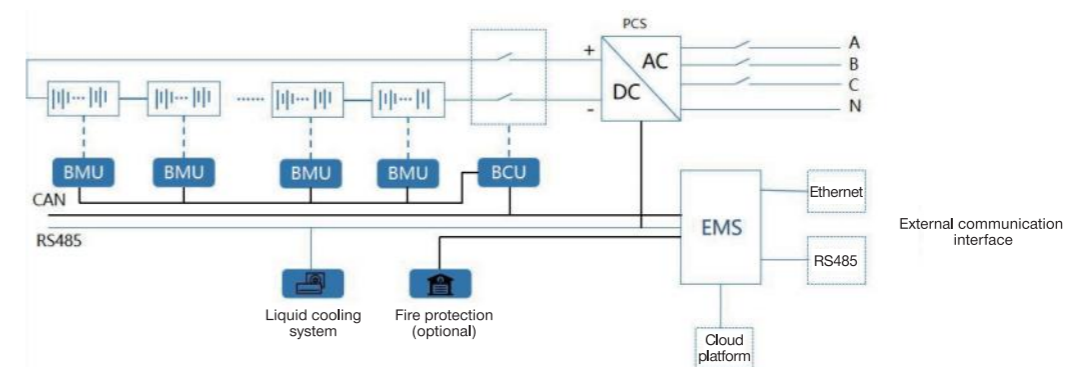 PCS
+
AC
DC
-
A
B
C
N
BMU
BMU
BMU
BMU
BCU
CAN
RS485
EMS
Ethernet
RS485
External communication
interface
Liquid cooling
system
Fire protection
(optional)
Cloud
platform